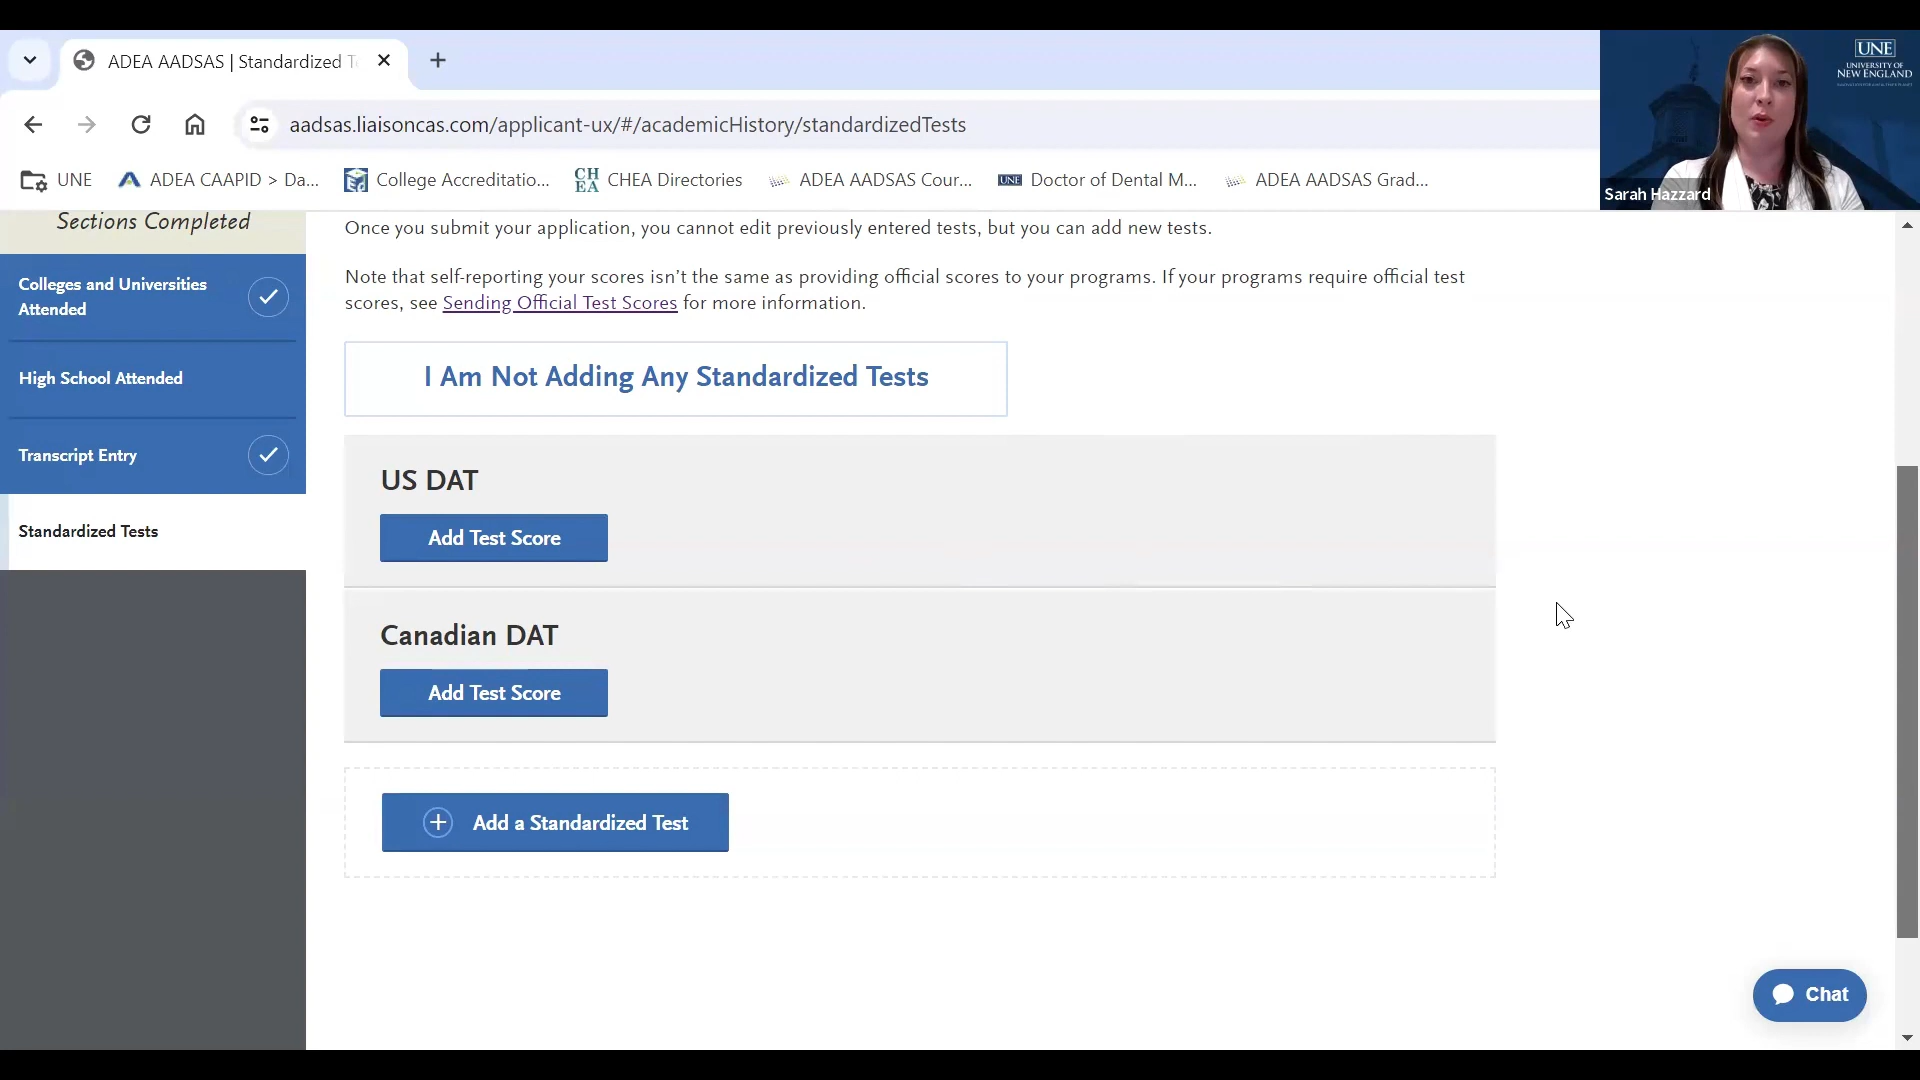 ADEA AADSAS | Standardized T
aadsas.liaisoncas.com/applicant-ux/#/academicHistory/standardizedTests
UNE
ADEA CAAPID > Da...
College Accreditatio...
CHEA
CHEA Directories
ADEA AADSAS Cour...
UNE
Doctor of Dental M...
ADEA AADSAS Grad...
UNE
UNIVERSITY OF
NEW ENGLAND
Sarah Hazzard
Sections Completed
Colleges and Universities
Attended
High School Attended
Transcript Entry
Standardized Tests
Once you submit your application, you cannot edit previously entered tests, but you can add new tests.
Note that self-reporting your scores isn't the same as providing official scores to your programs. If your programs require official test
scores, see Sending Official Test Scores for more information.
I Am Not Adding Any Standardized Tests
US DAT
Add Test Score
Canadian DAT
Add Test Score
Add a Standardized Test
Chat